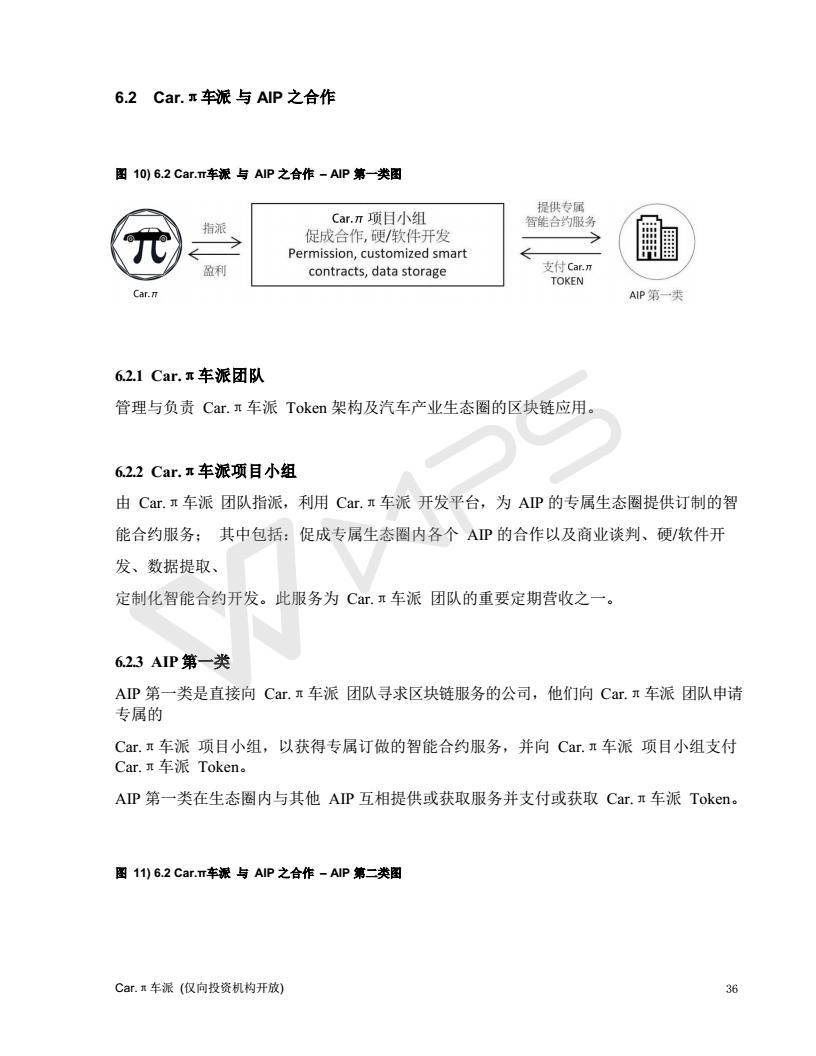 6.2 Car.π车派 与 AIP 之合作
图 10) 6.2 Car.π车派 与 AIP 之合作 – AIP 第一类图
指派
盈利
Car.π
Car.π 项目小组
促成合作, 硬/软件开发
Permission, customized smart
contracts, data storage
提供专属
智能合约服务
支付 Car.π
TOKEN
AIP 第一类
6.2.1 Car.π车派团队
管理与负责 Car.π车派 Token 架构及汽车产业生态圈的区块链应用。
6.2.2 Car.π车派项目小组
由 Car.π车派 团队指派，利用 Car.π车派 开发平台，为 AIP 的专属生态圈提供订制的智
能合约服务； 其中包括：促成专属生态圈内各个 AIP 的合作以及商业谈判、硬/软件开
发、数据提取、
定制化智能合约开发。此服务为 Car.π车派 团队的重要定期营收之一。
6.2.3 AIP 第一类
AIP 第一类是直接向 Car.π车派 团队寻求区块链服务的公司，他们向 Car.π车派 团队申请
专属的
Car.π车派 项目小组，以获得专属订做的智能合约服务，并向 Car.π车派 项目小组支付
Car.π车派 Token。
AIP 第一类在生态圈内与其他 AIP 互相提供或获取服务并支付或获取 Car.π车派 Token。
图 11) 6.2 Car.π车派 与 AIP 之合作 – AIP 第二类图
Car.π车派 (仅向投资机构开放) 36
WPS